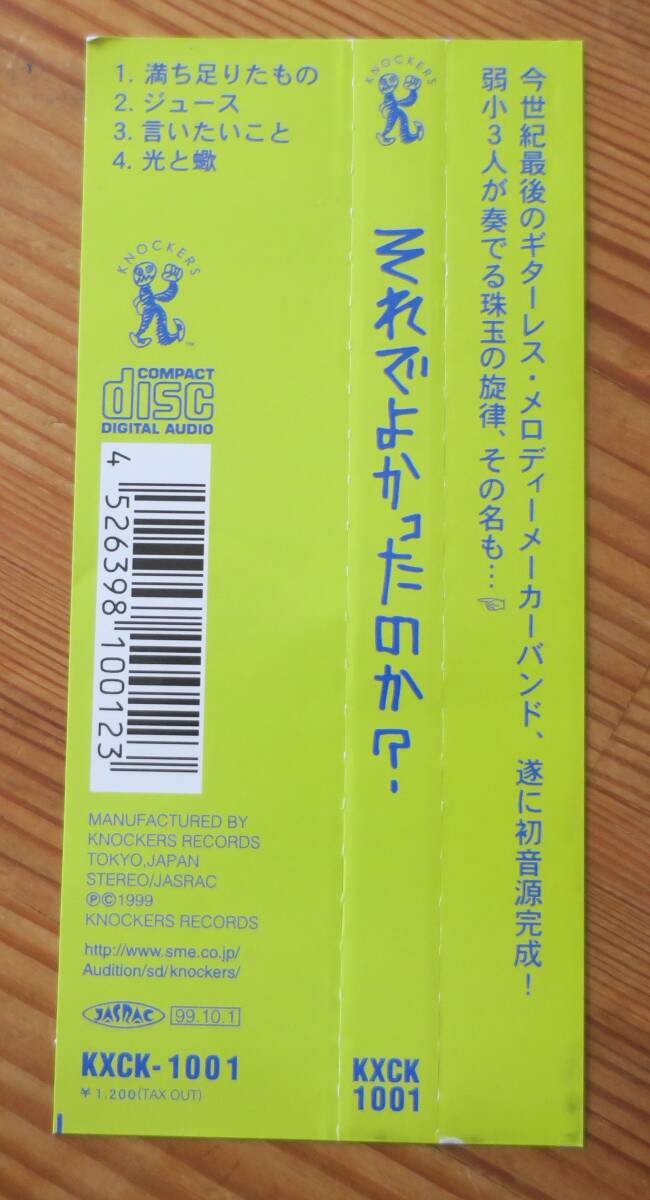 1. 満ち足りたもの
2. ジュース
3. 言いたいこと
4. 光と蠍
KNOCKERS
TM
COMPACT
disc
DIGITAL AUDIO
4 526398 100123
MANUFACTURED BY
KNOCKERS RECORDS
TOKYO,JAPAN
STEREO/JASRAC
ⓅⒸ1999
KNOCKERS RECORDS
http://www.sme.co.jp/
Audition/sd/knockers/
JASRAC 99.10.1
KXCK-1001
¥1,200(TAX OUT)
KNOCKERS
それでよかったのか?
KXCK
1001
今世紀最後のギターレス・メロディーメーカーバンド、遂に初音源完成!
弱小3人が奏でる珠玉の旋律、その名も…☜